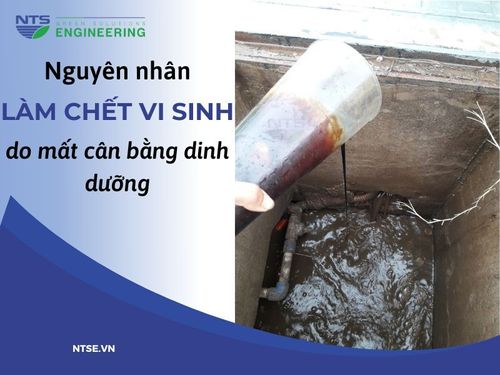 NTS
GREEN SOLUTIONS
ENGINEERING
Nguyên nhân
LÀM CHẾT VI SINH
do mất cân bằng dinh
dưỡng
NTSE.VN